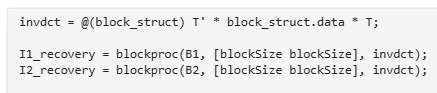 invdct = @(block_struct) T' * block_struct.data * T;
I1_recovery = blockproc(B1, [blockSize blockSize], invdct);
I2_recovery = blockproc(B2, [blockSize blockSize], invdct);